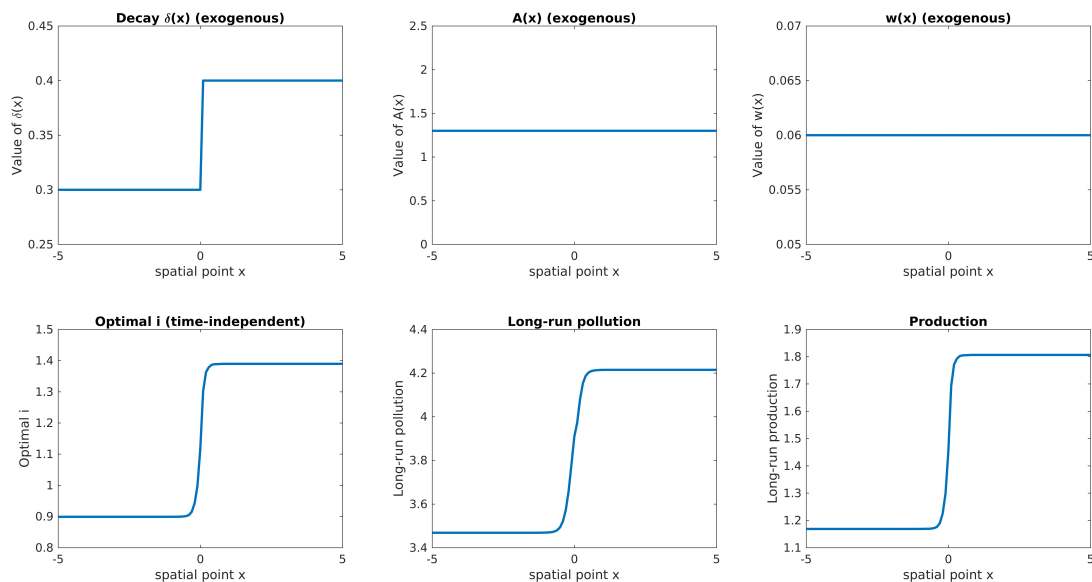 Decay δ(x) (exogenous)
0.45
0.4
0.35
0.3
0.25
Value of δ(x)
-5 0 5
spatial point x
A(x) (exogenous)
2.5
2
1.5
1
0.5
0
Value of A(x)
-5 0 5
spatial point x
w(x) (exogenous)
0.07
0.065
0.06
0.055
0.05
Value of w(x)
-5 0 5
spatial point x
Optimal i (time-independent)
1.5
1.4
1.3
1.2
1.1
1
0.9
0.8
Optimal i
-5 0 5
spatial point x
Long-run pollution
4.4
4.2
4
3.8
3.6
3.4
Long-run pollution
-5 0 5
spatial point x
Production
1.9
1.8
1.7
1.6
1.5
1.4
1.3
1.2
1.1
Long-run production
-5 0 5
spatial point x